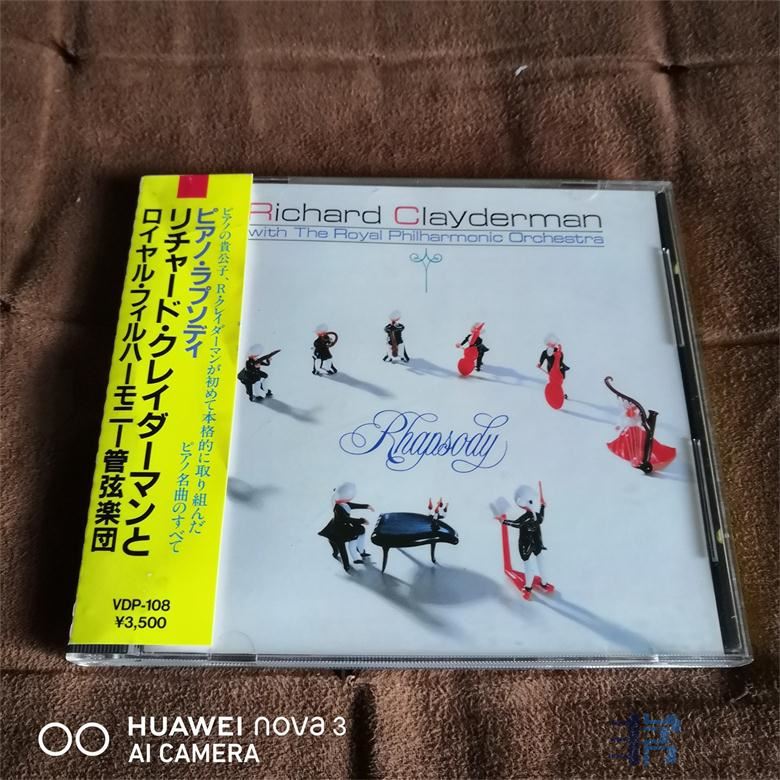 Richard Clayderman
with The Royal Philharmonic Orchestra
Rhapsody
ピアノの貴公子、R・クレイダーマンが初めて本格的に取り組んだ
ピアノ名曲のすべて
ピアノ・ラプソディ
リチャード・クレイダーマンと
ロイヤル・フィルハーモニー管弦楽団
VDP-108
¥3,500
HUAWEI nova 3
AI CAMERA